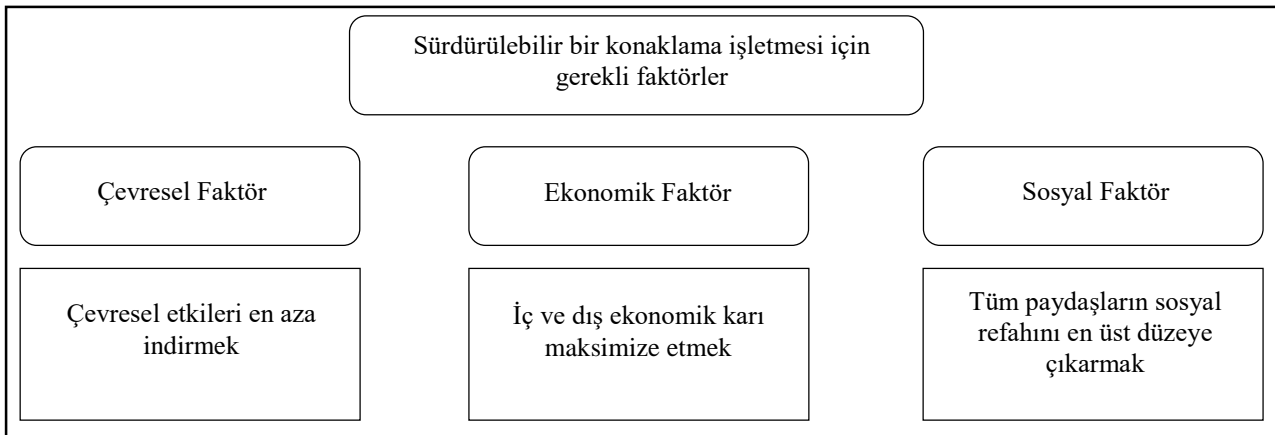 Sürdürülebilir bir konaklama işletmesi için
gerekli faktörler
Çevresel Faktör
Ekonomik Faktör
Sosyal Faktör
Çevresel etkileri en aza
indirmek
İç ve dış ekonomik karı
maksimize etmek
Tüm paydaşların sosyal
refahını en üst düzeye
çıkarmak